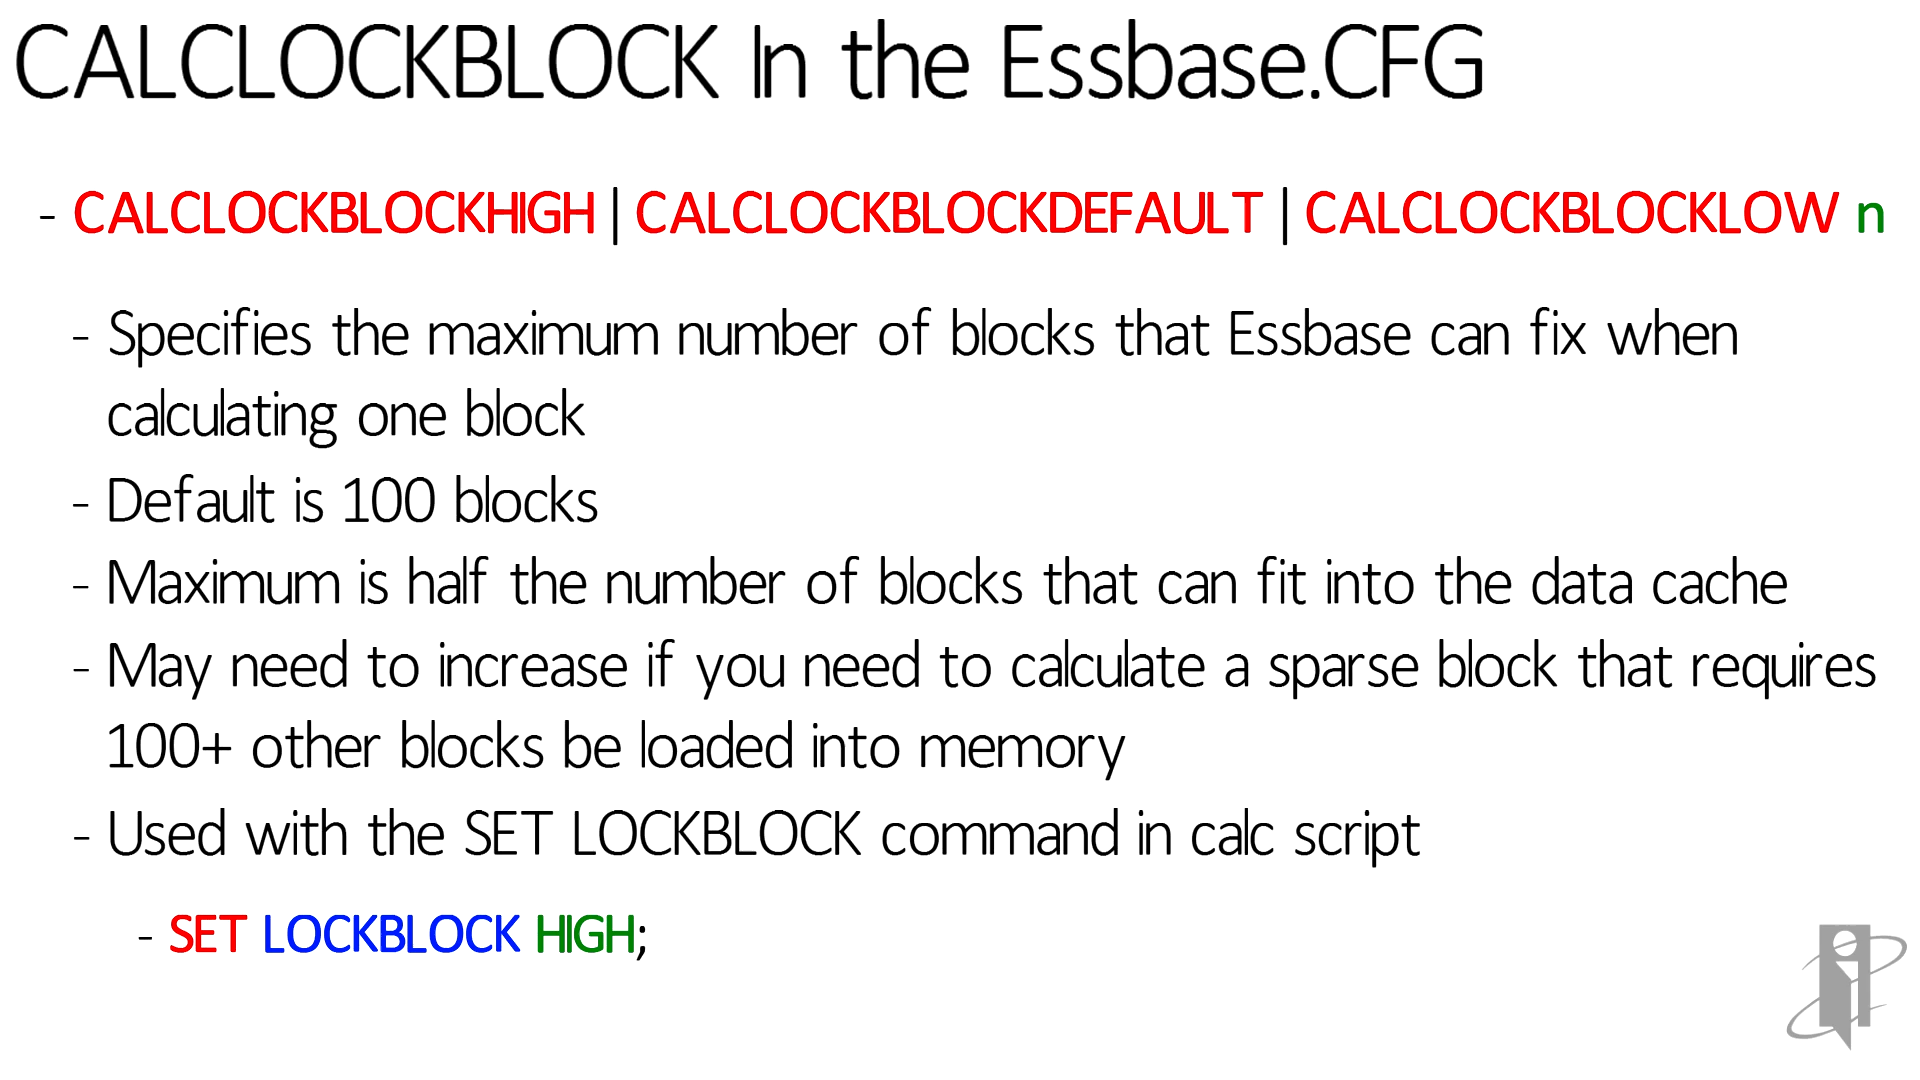 CALCLOCKBLOCK In the Essbase.CFG
- CALCLOCKBLOCKHIGH | CALCLOCKBLOCKDEFAULT | CALCLOCKBLOCKLOW n
- Specifies the maximum number of blocks that Essbase can fix when
calculating one block
- Default is 100 blocks
- Maximum is half the number of blocks that can fit into the data cache
- May need to increase if you need to calculate a sparse block that requires
100+ other blocks be loaded into memory
- Used with the SET LOCKBLOCK command in calc script
- SET LOCKBLOCK HIGH;